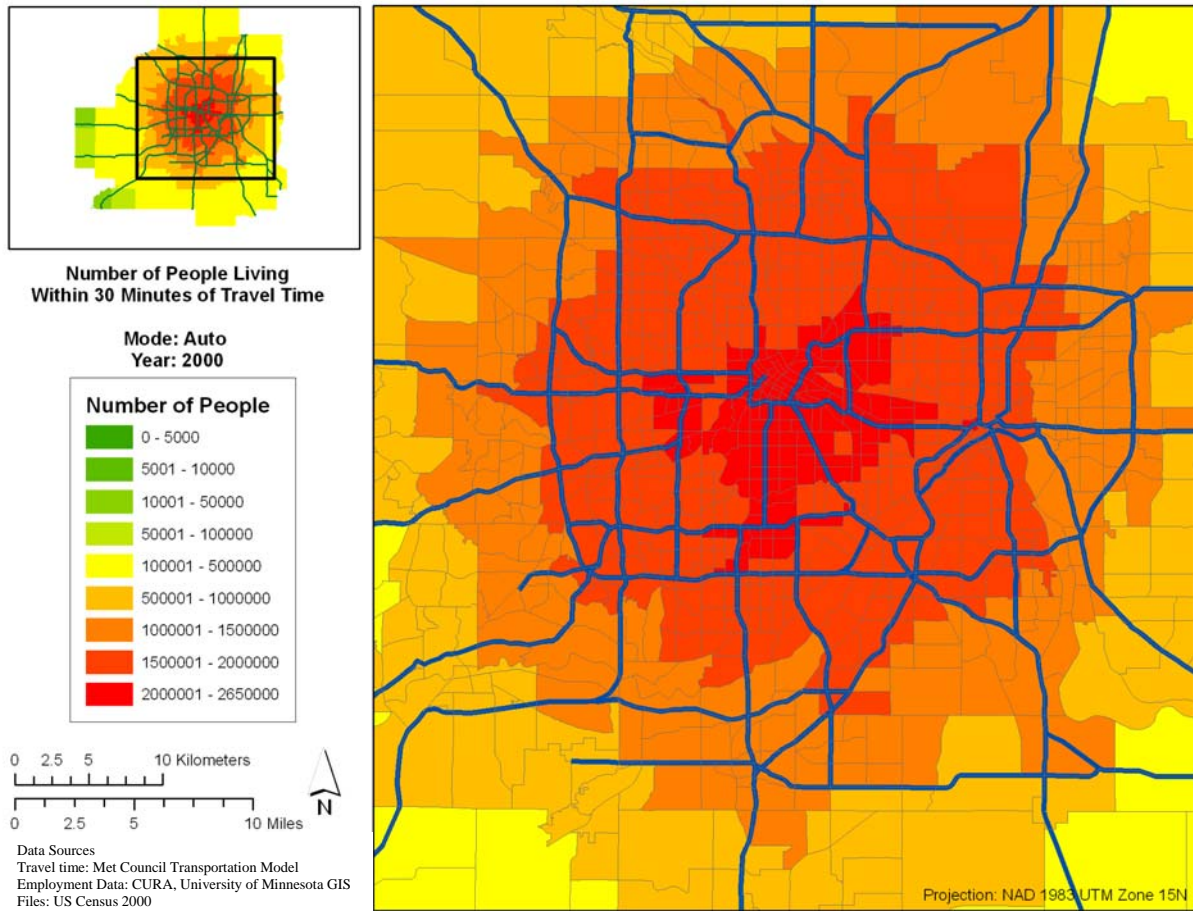 Number of People Living
Within 30 Minutes of Travel Time
Mode: Auto
Year: 2000
Number of People
0 - 5000
5001 - 10000
10001 - 50000
50001 - 100000
100001 - 500000
500001 - 1000000
1000001 - 1500000
1500001 - 2000000
2000001 - 2650000
0 2.5 5 10 Kilometers
0 2.5 5 10 Miles
N
Data Sources
Travel time: Met Council Transportation Model
Employment Data: CURA, University of Minnesota GIS
Files: US Census 2000
Projection: NAD 1983 UTM Zone 15N